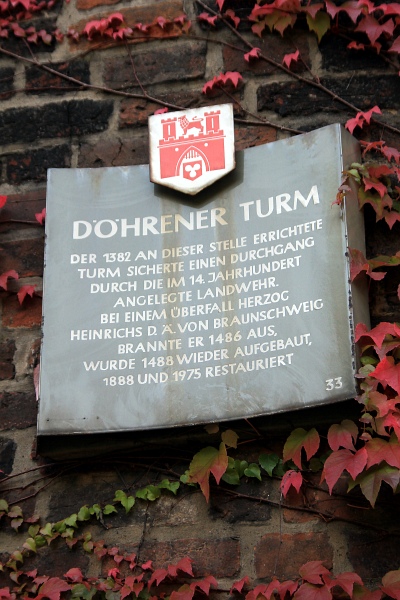 DÖHRENER TURM
DER 1382 AN DIESER STELLE ERRICHTETE
TURM SICHERTE EINEN DURCHGANG
DURCH DIE IM 14. JAHRHUNDERT
ANGELEGTE LANDWEHR.
BEI EINEM ÜBERFALL HERZOG
HEINRICHS D. Ä. VON BRAUNSCHWEIG
BRANNTE ER 1486 AUS,
WURDE 1488 WIEDER AUFGEBAUT,
1888 UND 1975 RESTAURIERT
33